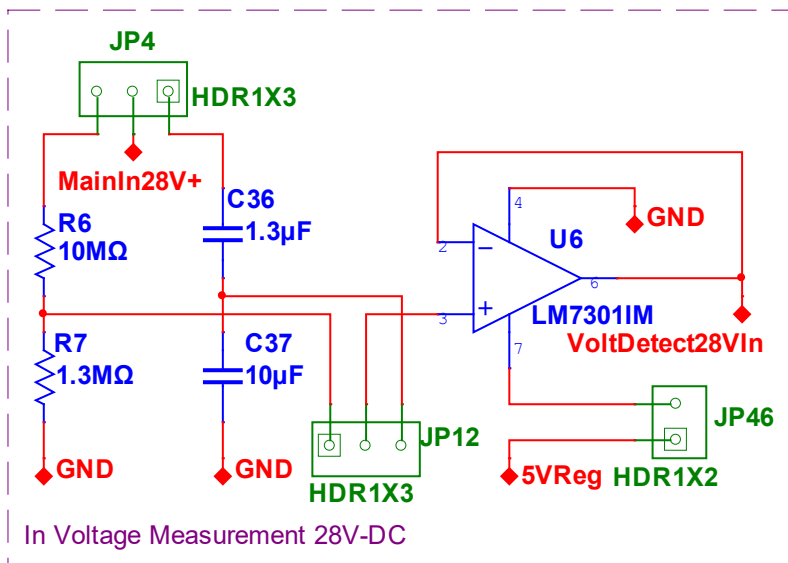 JP4
HDR1X3
MainIn28V+
C36
1.3µF
R6
10MΩ
4
GND
U6
2
6
3
LM7301IM
7
VoltDetect28VIn
R7
1.3MΩ
C37
10µF
JP12
JP46
GND
GND
HDR1X3
5VReg
HDR1X2
In Voltage Measurement 28V-DC